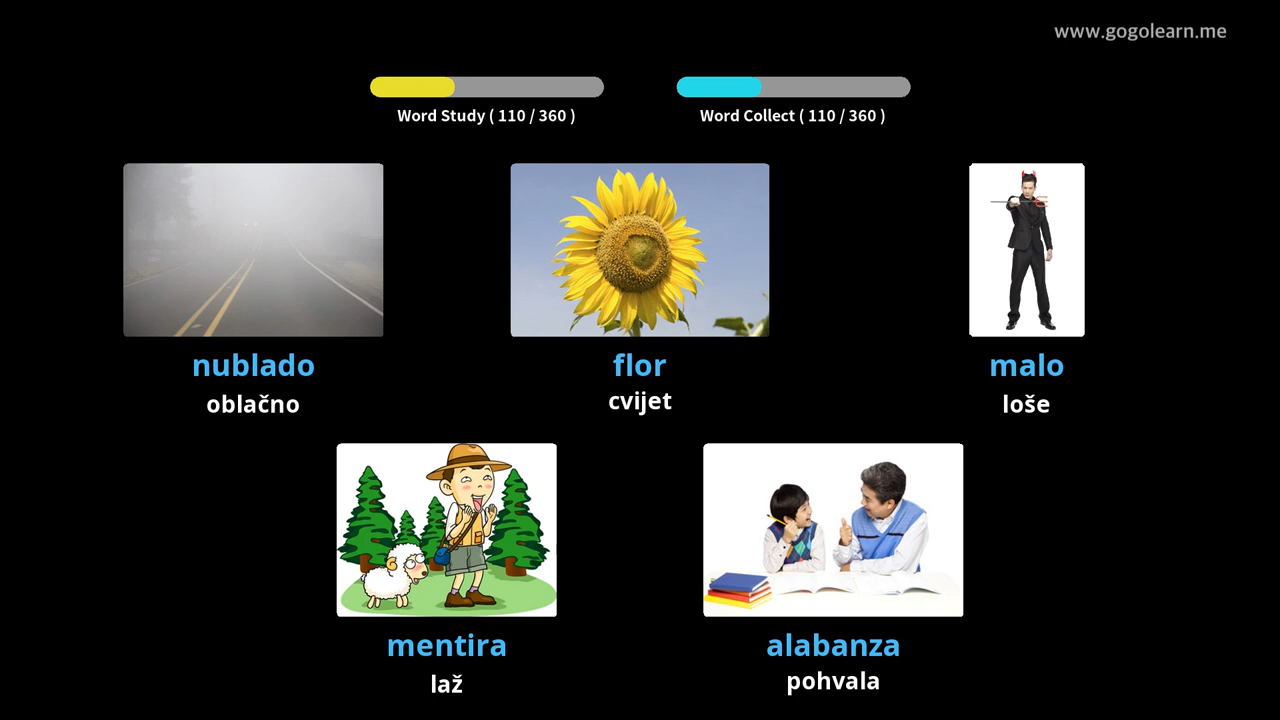 www.gogolearn.me
Word Study ( 110 / 360 )
Word Collect ( 110 / 360 )
nublado
oblačno
flor
cvijet
malo
loše
mentira
laž
alabanza
pohvala